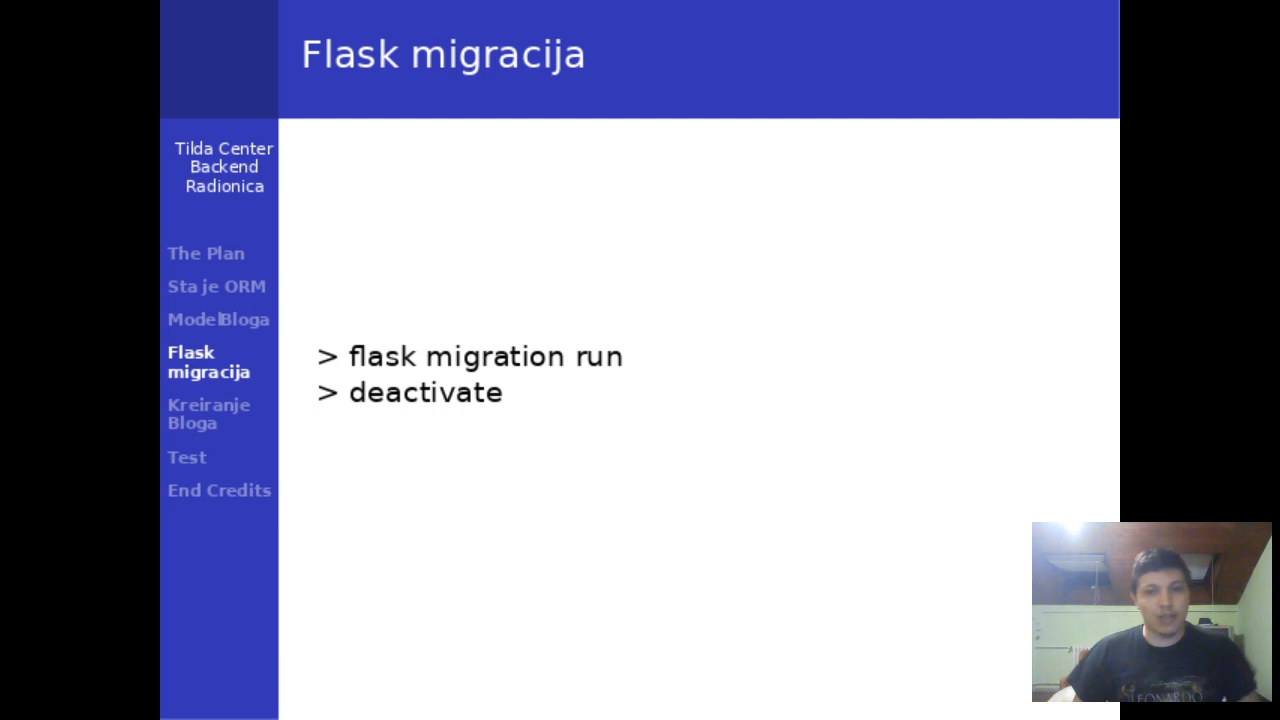 Flask migracija
Tilda Center
Backend
Radionica
The Plan
Sta je ORM
Model Bloga
Flask
migracija
Kreiranje
Bloga
Test
End Credits
> flask migration run
> deactivate
LEONARDO